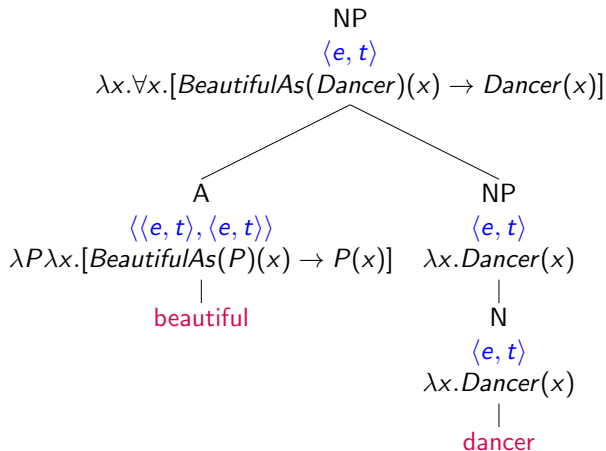 NP
⟨e, t⟩
λx.∀x.[BeautifulAs(Dancer)(x) → Dancer(x)]
A NP
⟨⟨e, t⟩, ⟨e, t⟩⟩ ⟨e, t⟩
λPλx.[BeautifulAs(P)(x) → P(x)] λx.Dancer(x)
beautiful N
⟨e, t⟩
λx.Dancer(x)
dancer